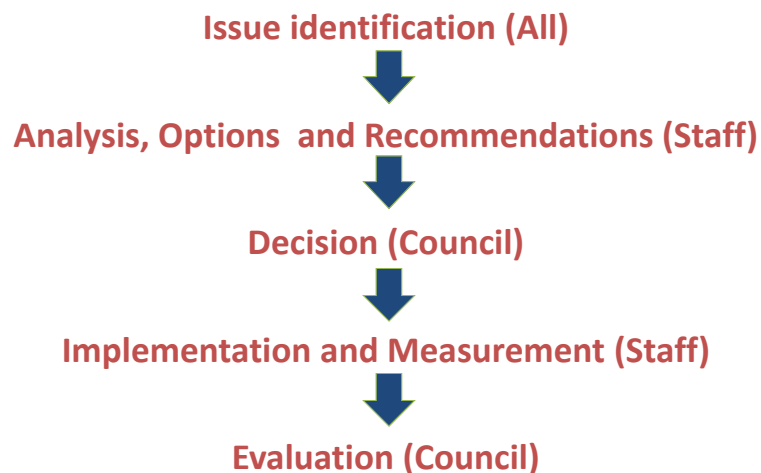 Issue identification (All)
Analysis, Options  and Recommendations (Staff)
Decision (Council)
Implementation and Measurement (Staff)
Evaluation (Council)